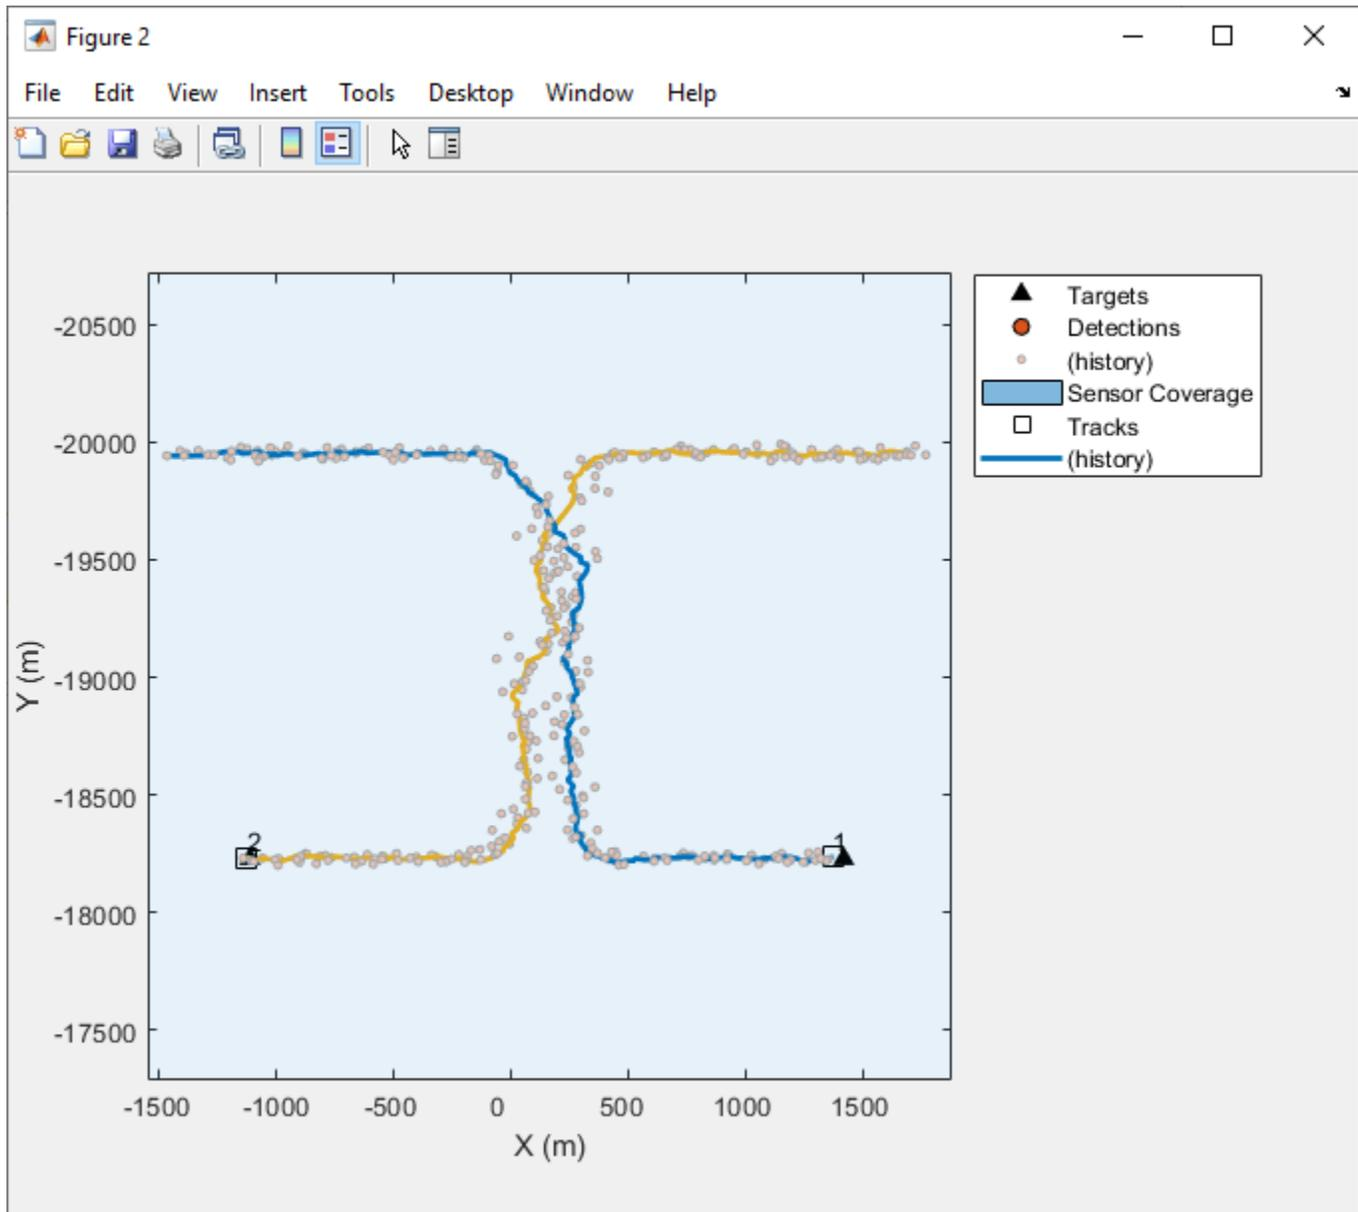 Figure 2
File Edit View Insert Tools Desktop Window Help
Targets
Detections
(history)
Sensor Coverage
Tracks
(history)
-20500
-20000
-19500
-19000
-18500
-18000
-17500
Y (m)
2
1
-1500 -1000 -500 0 500 1000 1500
X (m)